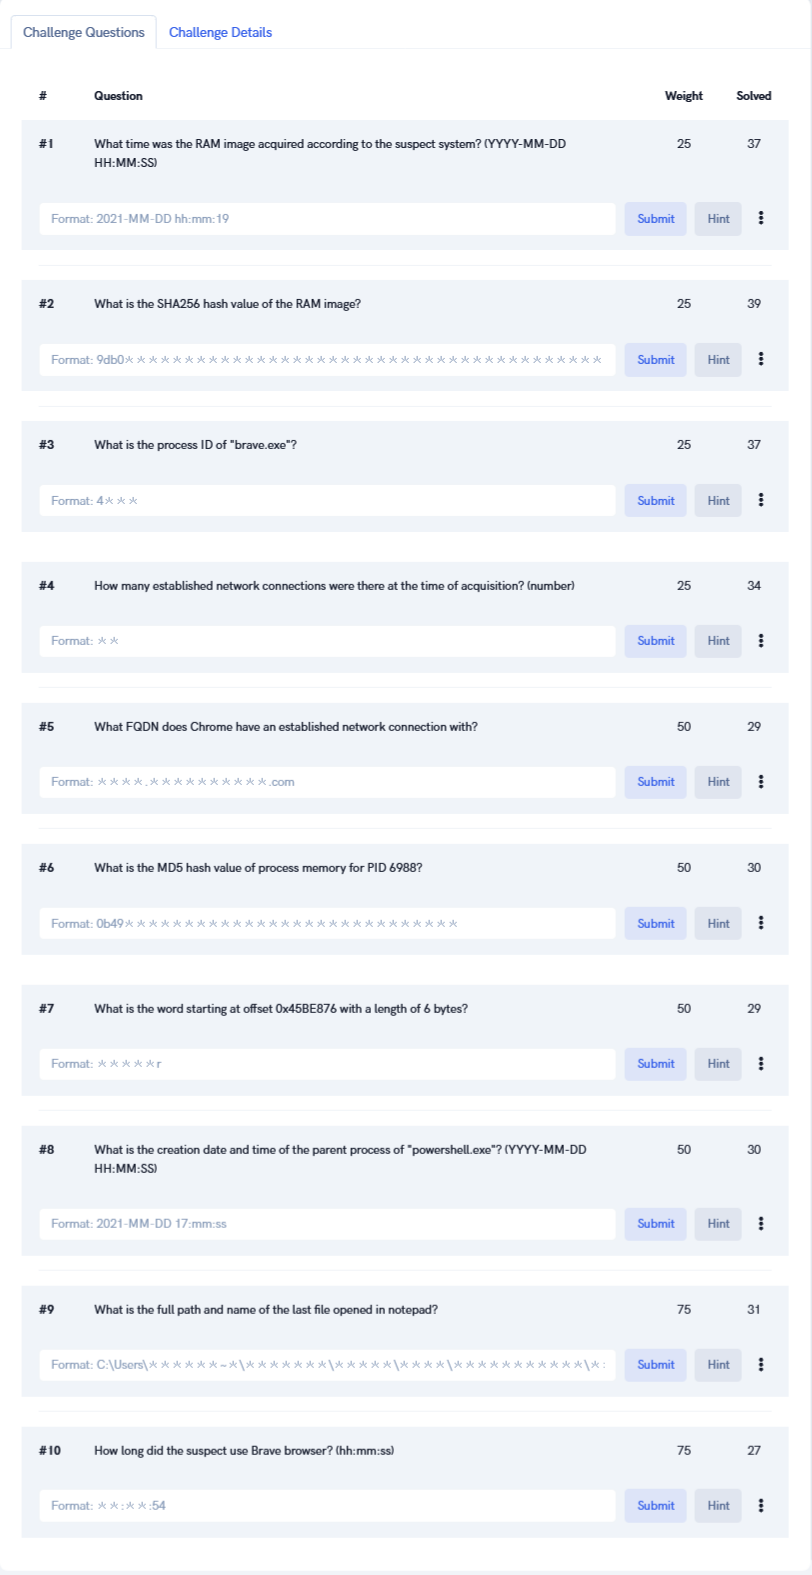 Challenge Questions Challenge Details
# Question Weight Solved
#1 What time was the RAM image acquired according to the suspect system? (YYYY-MM-DD 25 37
HH:MM:SS)
Format: 2021-MM-DD hh:mm:19 Submit Hint
#2 What is the SHA256 hash value of the RAM image? 25 39
Format: 9db0**************************************** Submit Hint
#3 What is the process ID of "brave.exe"? 25 37
Format: 4*** Submit Hint
#4 How many established network connections were there at the time of acquisition? (number) 25 34
Format: ** Submit Hint
#5 What FQDN does Chrome have an established network connection with? 50 29
Format: ****.**********.com Submit Hint
#6 What is the MD5 hash value of process memory for PID 6988? 50 30
Format: 0b49**************************** Submit Hint
#7 What is the word starting at offset 0x45BE876 with a length of 6 bytes? 50 29
Format: *****r Submit Hint
#8 What is the creation date and time of the parent process of "powershell.exe"? (YYYY-MM-DD 50 30
HH:MM:SS)
Format: 2021-MM-DD 17:mm:ss Submit Hint
#9 What is the full path and name of the last file opened in notepad? 75 31
Format: C:\Users\******~*\*******\*****\****\***********\*: Submit Hint
#10 How long did the suspect use Brave browser? (hh:mm:ss) 75 27
Format: **:**:54 Submit Hint